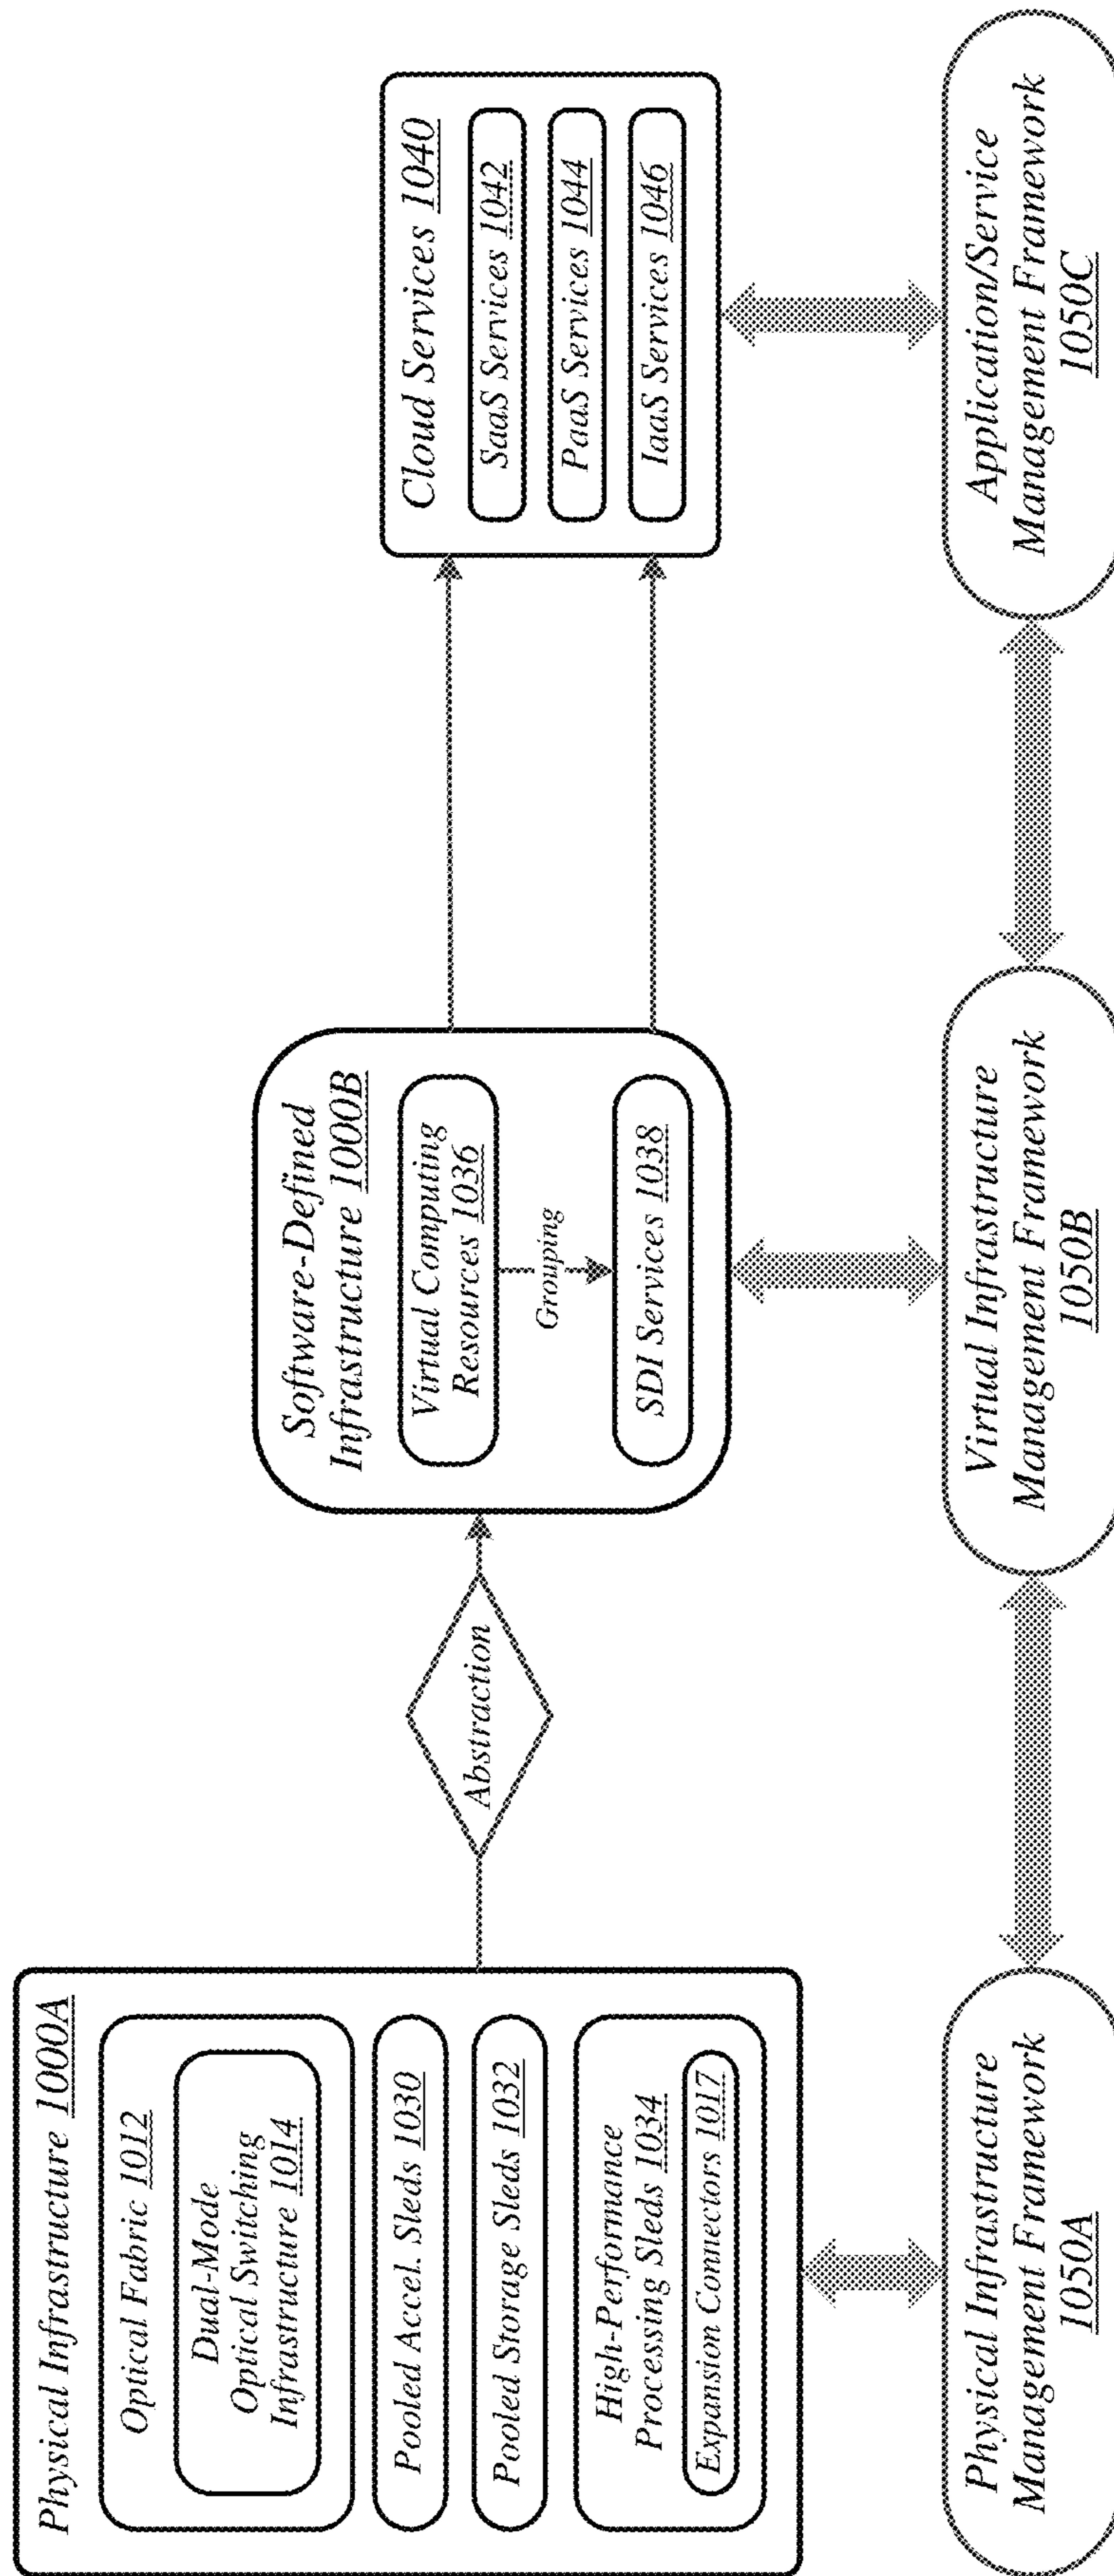 Physical Infrastructure 1000A
Optical Fabric 1012
Dual-Mode
Optical Switching
Infrastructure 1014
Pooled Accel. Sleds 1030
Pooled Storage Sleds 1032
High-Performance
Processing Sleds 1034
Expansion Connectors 1017
Abstraction
Software-Defined
Infrastructure 1000B
Virtual Computing
Resources 1036
Grouping
SDI Services 1038
Cloud Services 1040
SaaS Services 1042
PaaS Services 1044
IaaS Services 1046
Physical Infrastructure
Management Framework
1050A
Virtual Infrastructure
Management Framework
1050B
Application/Service
Management Framework
1050C